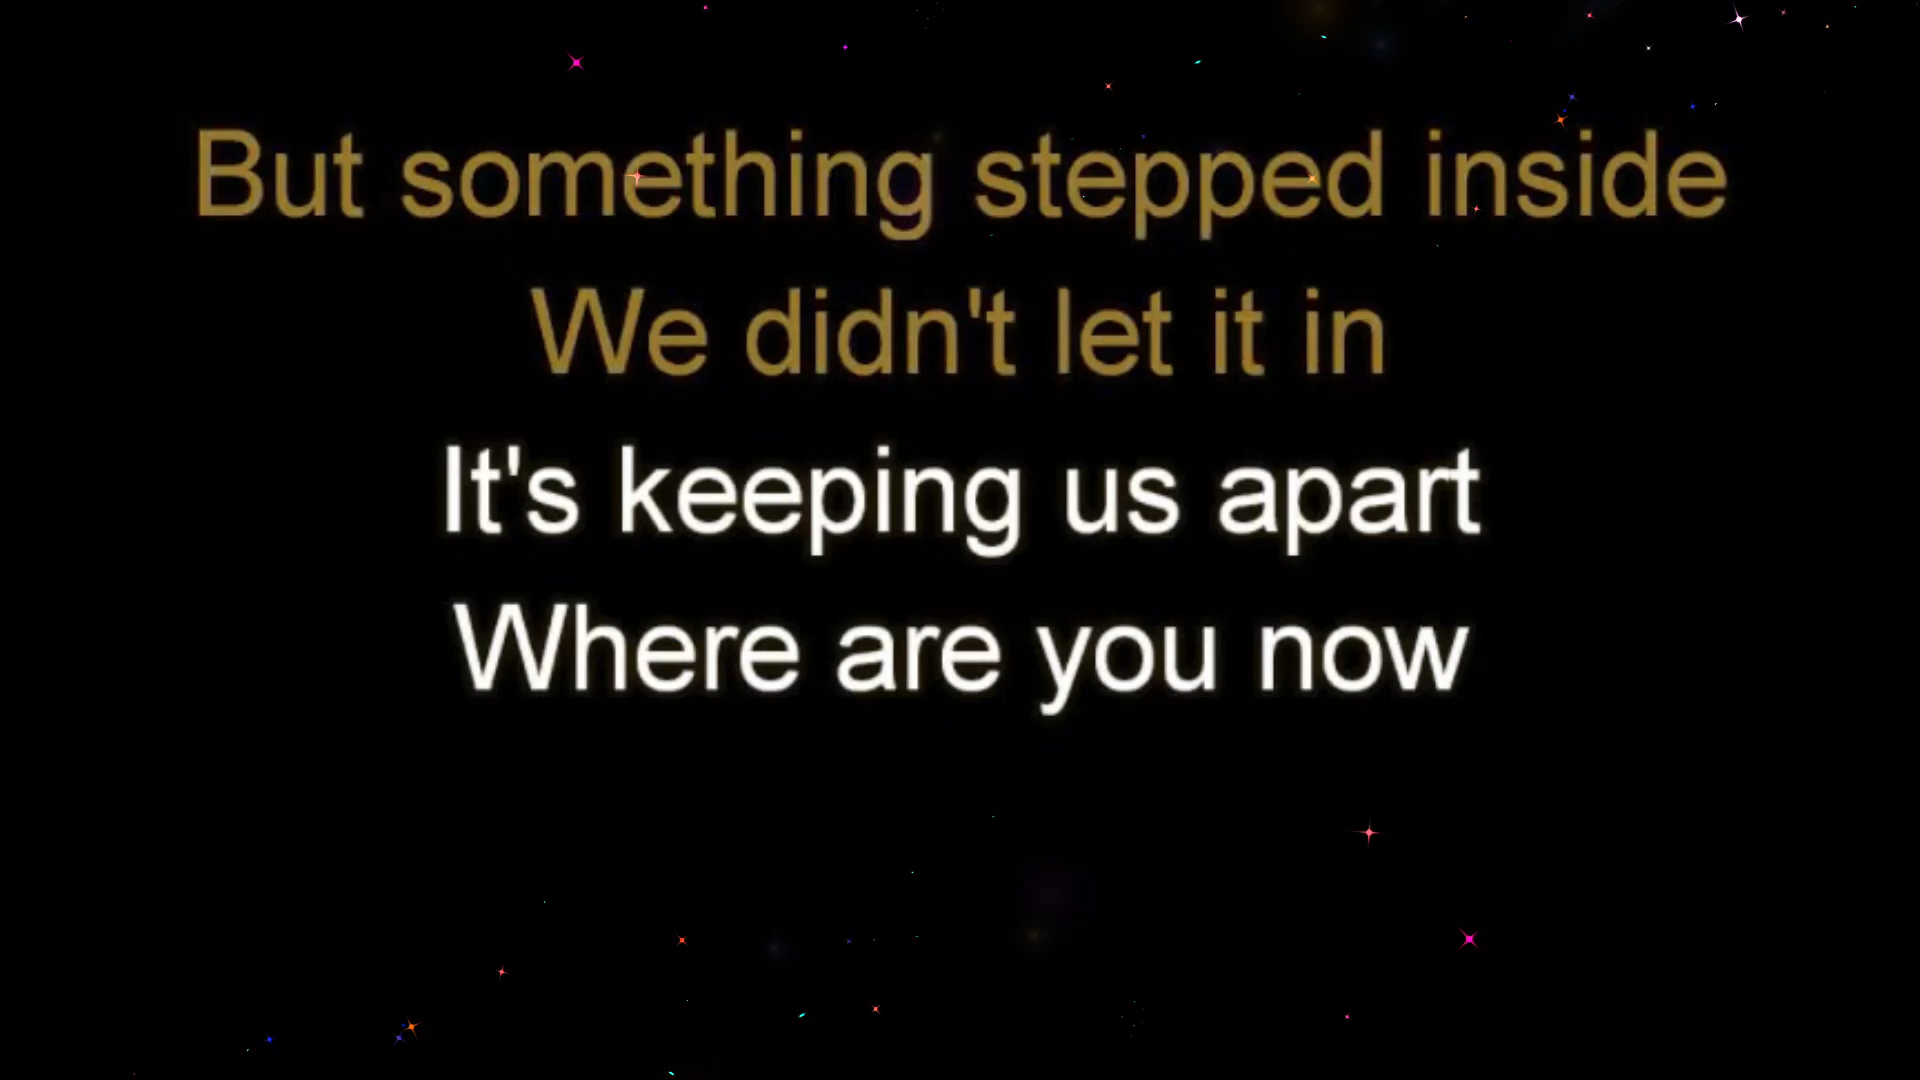 But something stepped inside
We didn't let it in
It's keeping us apart
Where are you now